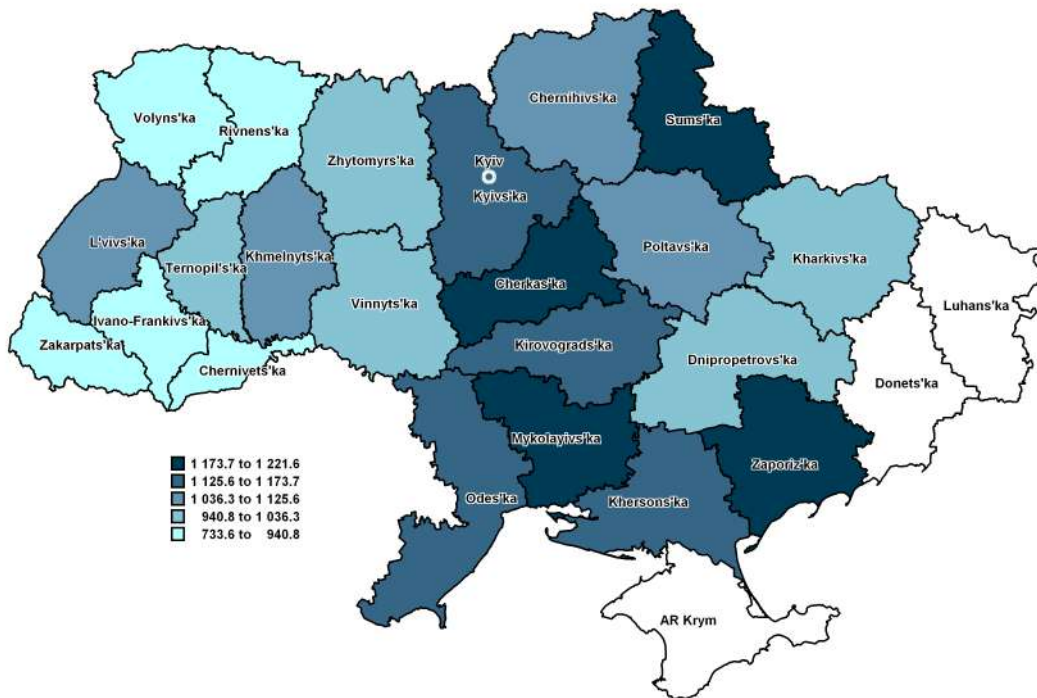 Chernihivs'ka
Volyns'ka
Sums'ka
Rivnens'ka
Zhytomyrs'ka
Kyiv
Kyivs'ka
L'vivs'ka
Poltavs'ka
Khmelnyts'ka
Kharkivs'ka
Ternopil's'ka
Cherkas'ka
Vinnyts'ka
Luhans'ka
Ivano-Frankivs'ka
Zakarpats'ka
Kirovograds'ka
Dnipropetrovs'ka
Chernivets'ka
Donets'ka
Mykolayivs'ka
Zaporiz'ka
Odes'ka
Khersons'ka
1 173.7 to 1 221.6
1 125.6 to 1 173.7
1 036.3 to 1 125.6
940.8 to 1 036.3
733.6 to 940.8
AR Krym